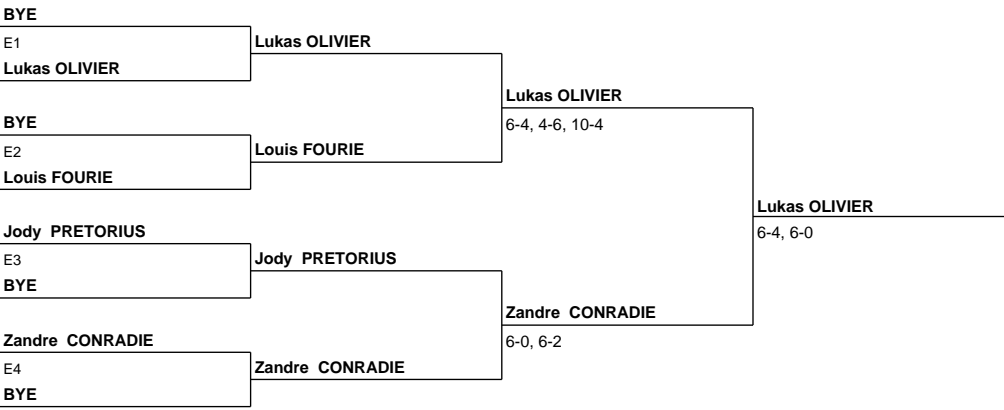 BYE
E1
Lukas OLIVIER
BYE
E2
Louis FOURIE
Jody PRETORIUS
E3
BYE
Zandre CONRADIE
E4
BYE
Lukas OLIVIER
Louis FOURIE
Jody PRETORIUS
Zandre CONRADIE
Lukas OLIVIER
6-4, 4-6, 10-4
Zandre CONRADIE
6-0, 6-2
Lukas OLIVIER
6-4, 6-0